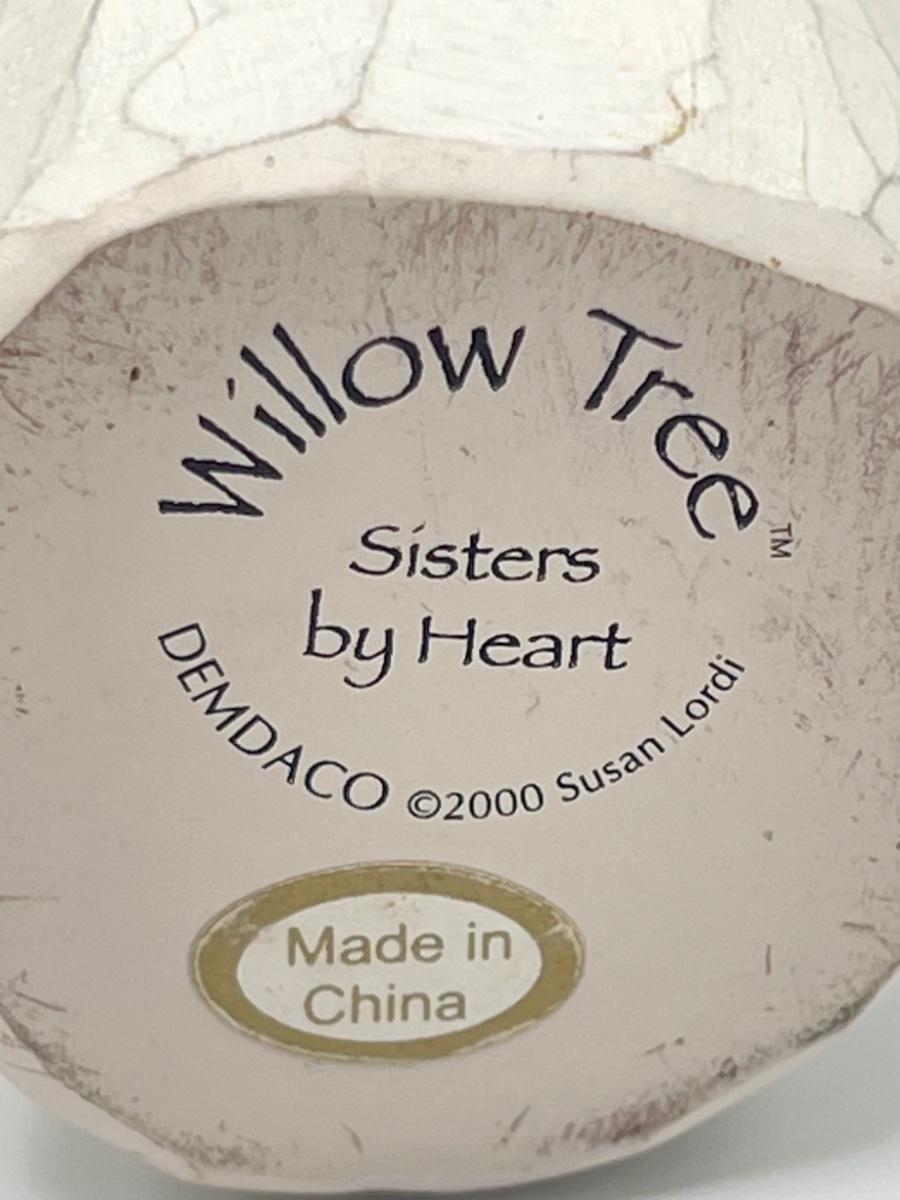 Willow Tree™
Sisters
by Heart
DEMDACO ©2000 Susan Lordi
Made in
China